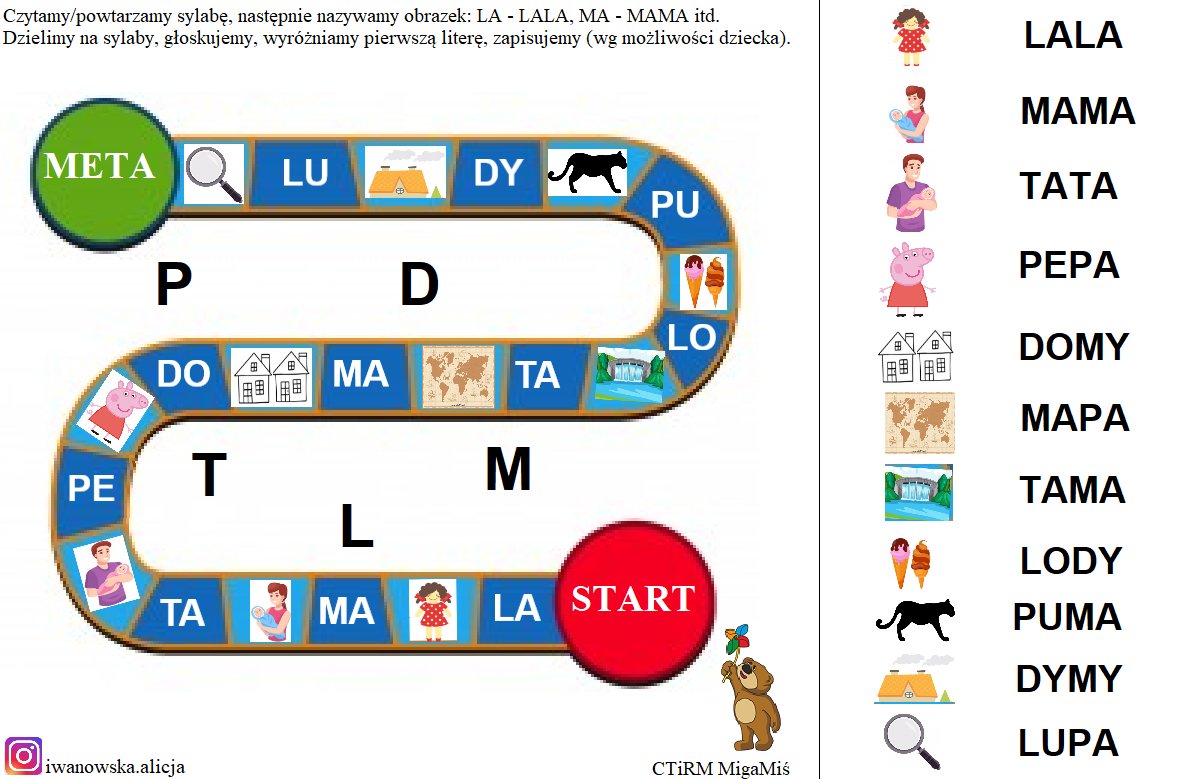 Czytamy/powtarzamy sylabę, następnie nazywamy obrazek: LA - LALA, MA - MAMA itd.
Dzielimy na sylaby, głoskujemy, wyróżniamy pierwszą literę, zapisujemy (wg możliwości dziecka).
META
LU
DY
PU
P
D
LO
DO
MA
TA
PE
T
M
L
TA
MA
LA
START
iwanowska.alicja
CTiRM MigaMiś
LALA
MAMA
TATA
PEPA
DOMY
MAPA
TAMA
LODY
PUMA
DYMY
LUPA